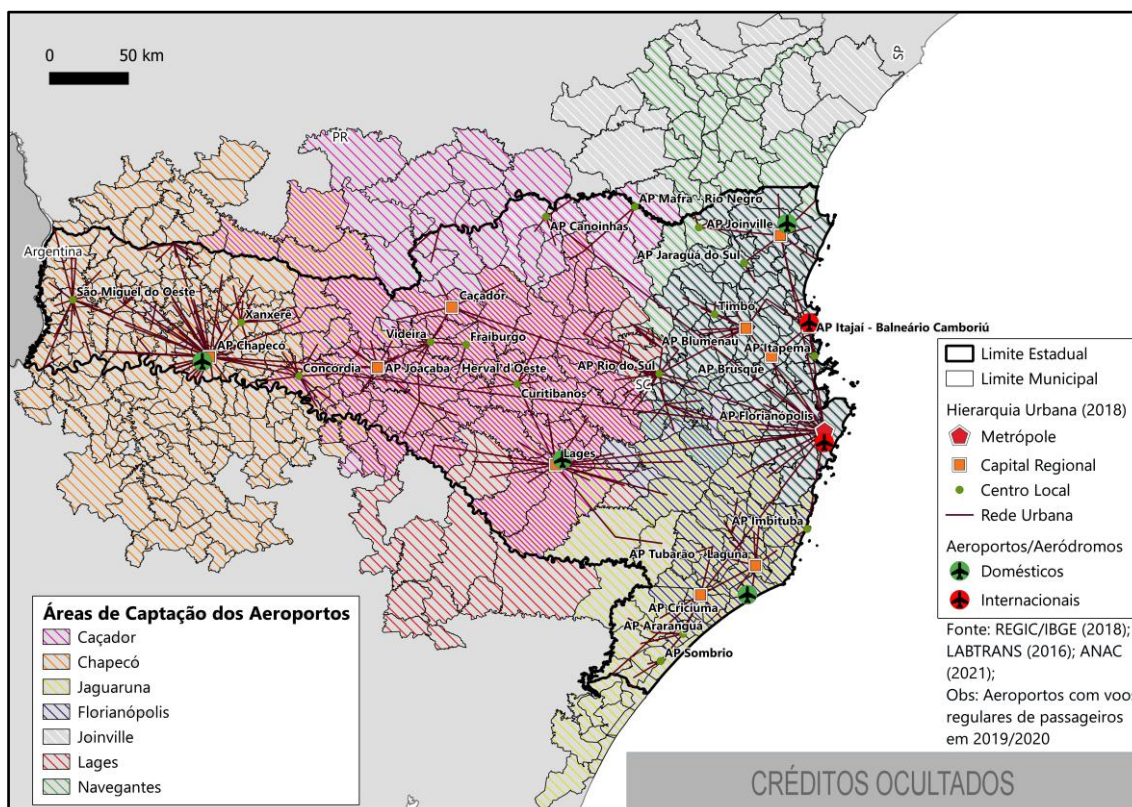 0 50 km
SP
PR
AP Mafra - Rio Negro
AP Canoinhas
AP Joinville
Argentina
AP Jaraguá do Sul
São Miguel do Oeste
Caçador
Timbó
Xanxerê
AP Itajaí - Balneário Camboriú
Videira
Fraiburgo
AP Blumenau
AP Itapema
AP Chapecó
AP Brusque
Concordia
AP Joaçaba - Herval d'Oeste
AP Rio do Sul
SC
Curitibanos
AP Florianópolis
Lages
AP Imbituba
AP Tubarão - Laguna
AP Criciuma
AP Araranguá
AP Sombrio
Limite Estadual
Limite Municipal
Hierarquia Urbana (2018)
Metrópole
Capital Regional
Centro Local
Rede Urbana
Aeroportos/Aeródromos
Domésticos
Internacionais
Fonte: REGIC/IBGE (2018);
LABTRANS (2016); ANAC
(2021);
Obs: Aeroportos com voos
regulares de passageiros
em 2019/2020
Áreas de Captação dos Aeroportos
Caçador
Chapecó
Jaguaruna
Florianópolis
Joinville
Lages
Navegantes
CRÉDITOS OCULTADOS